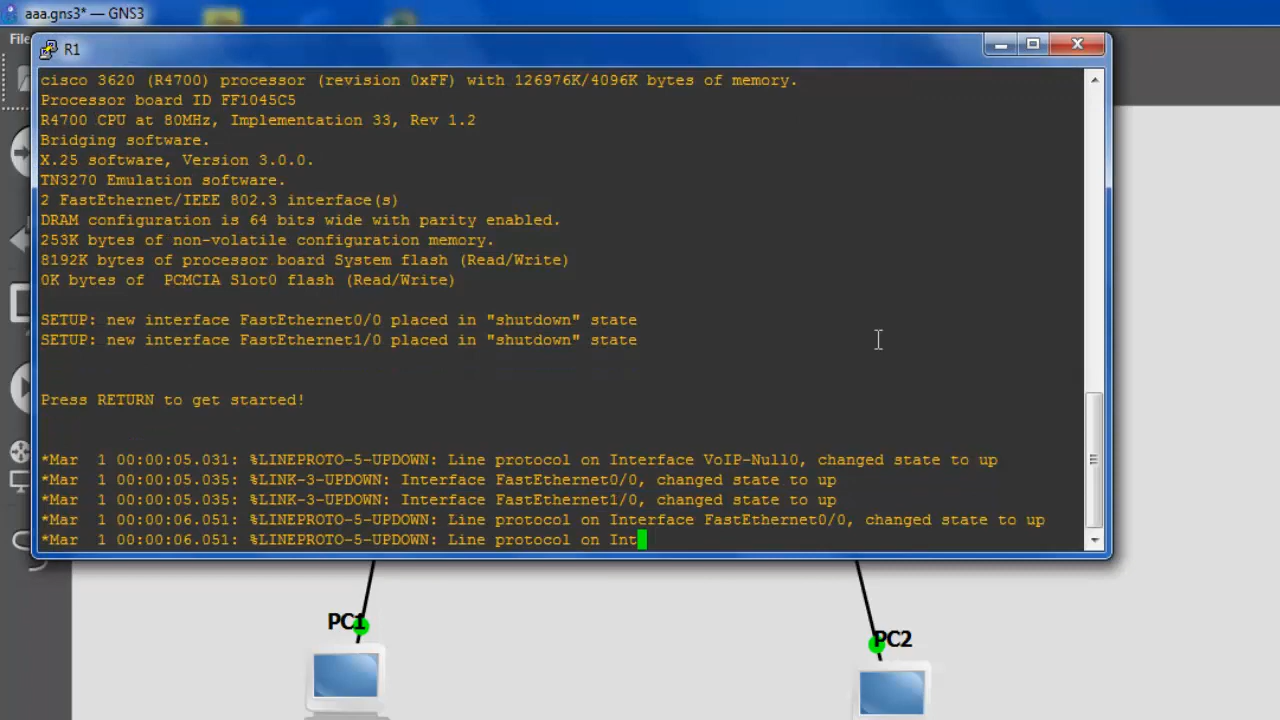 aaa.gns3* — GNS3
File
R1
cisco 3620 (R4700) processor (revision 0xFF) with 126976K/4096K bytes of memory.
Processor board ID FF1045C5
R4700 CPU at 80MHz, Implementation 33, Rev 1.2
Bridging software.
X.25 software, Version 3.0.0.
TN3270 Emulation software.
2 FastEthernet/IEEE 802.3 interface(s)
DRAM configuration is 64 bits wide with parity enabled.
253K bytes of non-volatile configuration memory.
8192K bytes of processor board System flash (Read/Write)
0K bytes of  PCMCIA Slot0 flash (Read/Write)
SETUP: new interface FastEthernet0/0 placed in "shutdown" state
SETUP: new interface FastEthernet1/0 placed in "shutdown" state
Press RETURN to get started!
*Mar  1 00:00:05.031: %LINEPROTO-5-UPDOWN: Line protocol on Interface VoIP-Null0, changed state to up
*Mar  1 00:00:05.035: %LINK-3-UPDOWN: Interface FastEthernet0/0, changed state to up
*Mar  1 00:00:05.035: %LINK-3-UPDOWN: Interface FastEthernet1/0, changed state to up
*Mar  1 00:00:06.051: %LINEPROTO-5-UPDOWN: Line protocol on Interface FastEthernet0/0, changed state to up
*Mar  1 00:00:06.051: %LINEPROTO-5-UPDOWN: Line protocol on Int
PC1
PC2